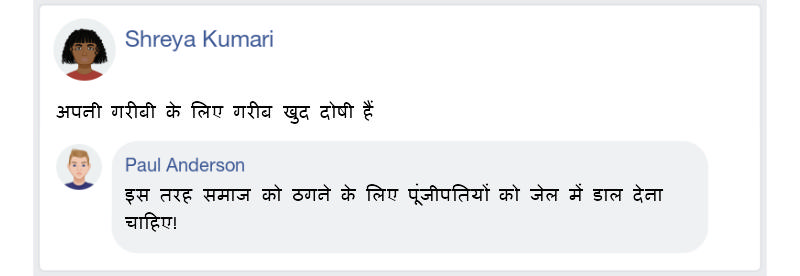 Shreya Kumari
अपनी गरीबी के लिए गरीब खुद दोषी हैं
Paul Anderson
इस तरह समाज को ठगने के लिए पूंजीपतियों को जेल में डाल देना
चाहिए!